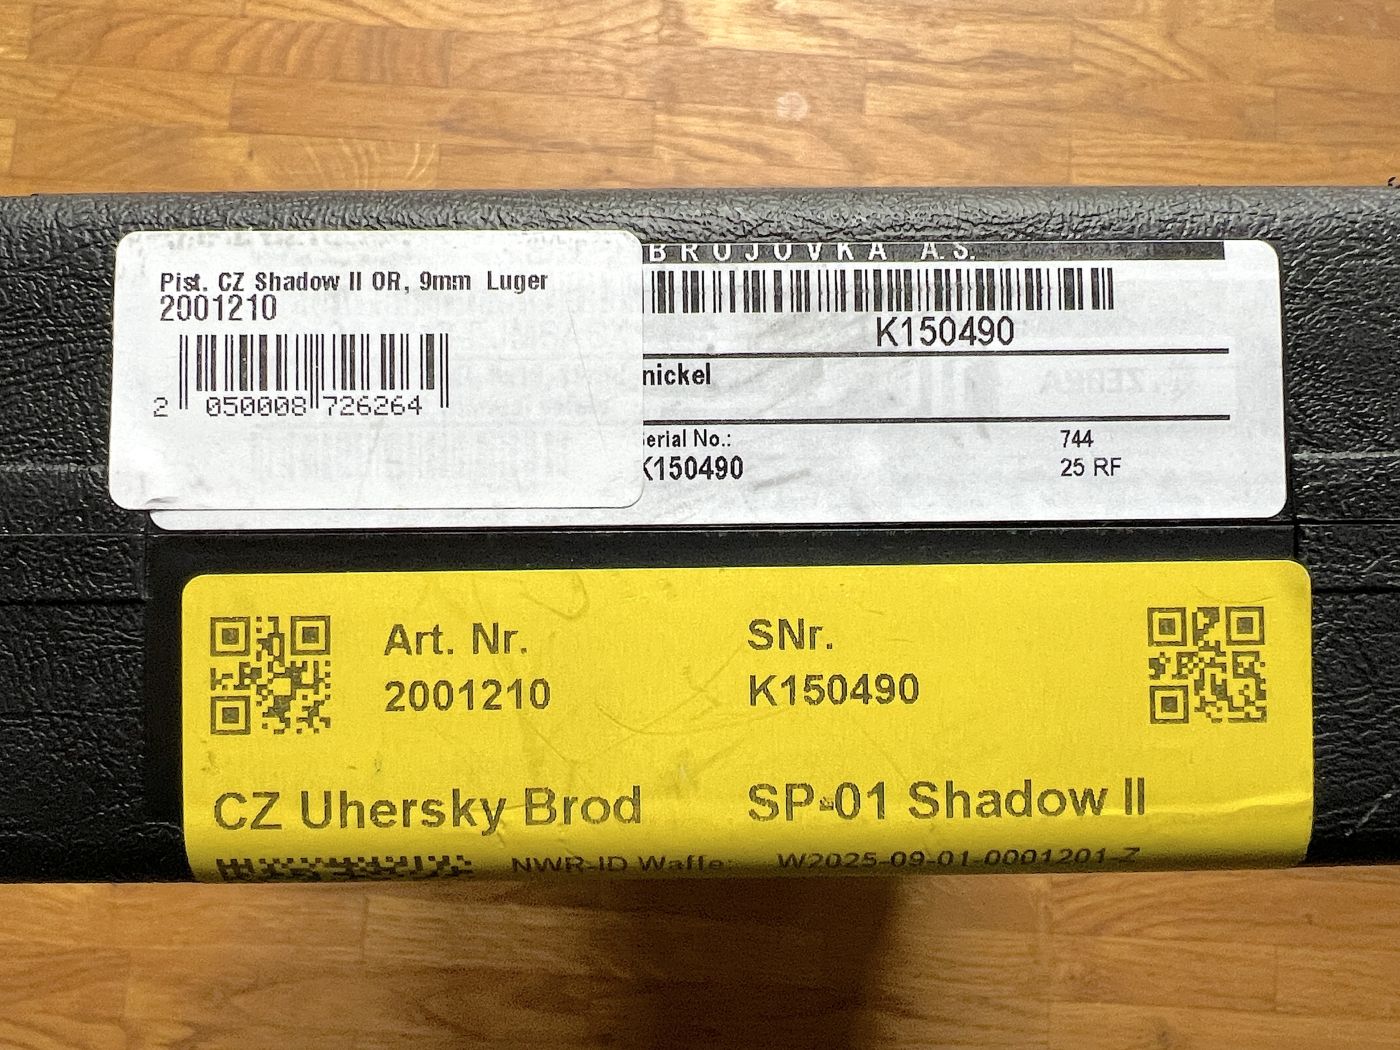 Pist. CZ Shadow II OR, 9mm Luger
2001210
2 050008 726264
BROJOVKA A.S.
K150490
nickel
erial No.:
K150490
744
25 RF
Art. Nr.
2001210
SNr.
K150490
CZ Uhersky Brod
SP-01 Shadow II
NWR-ID Waffe: W2025-09-01-0001201-Z